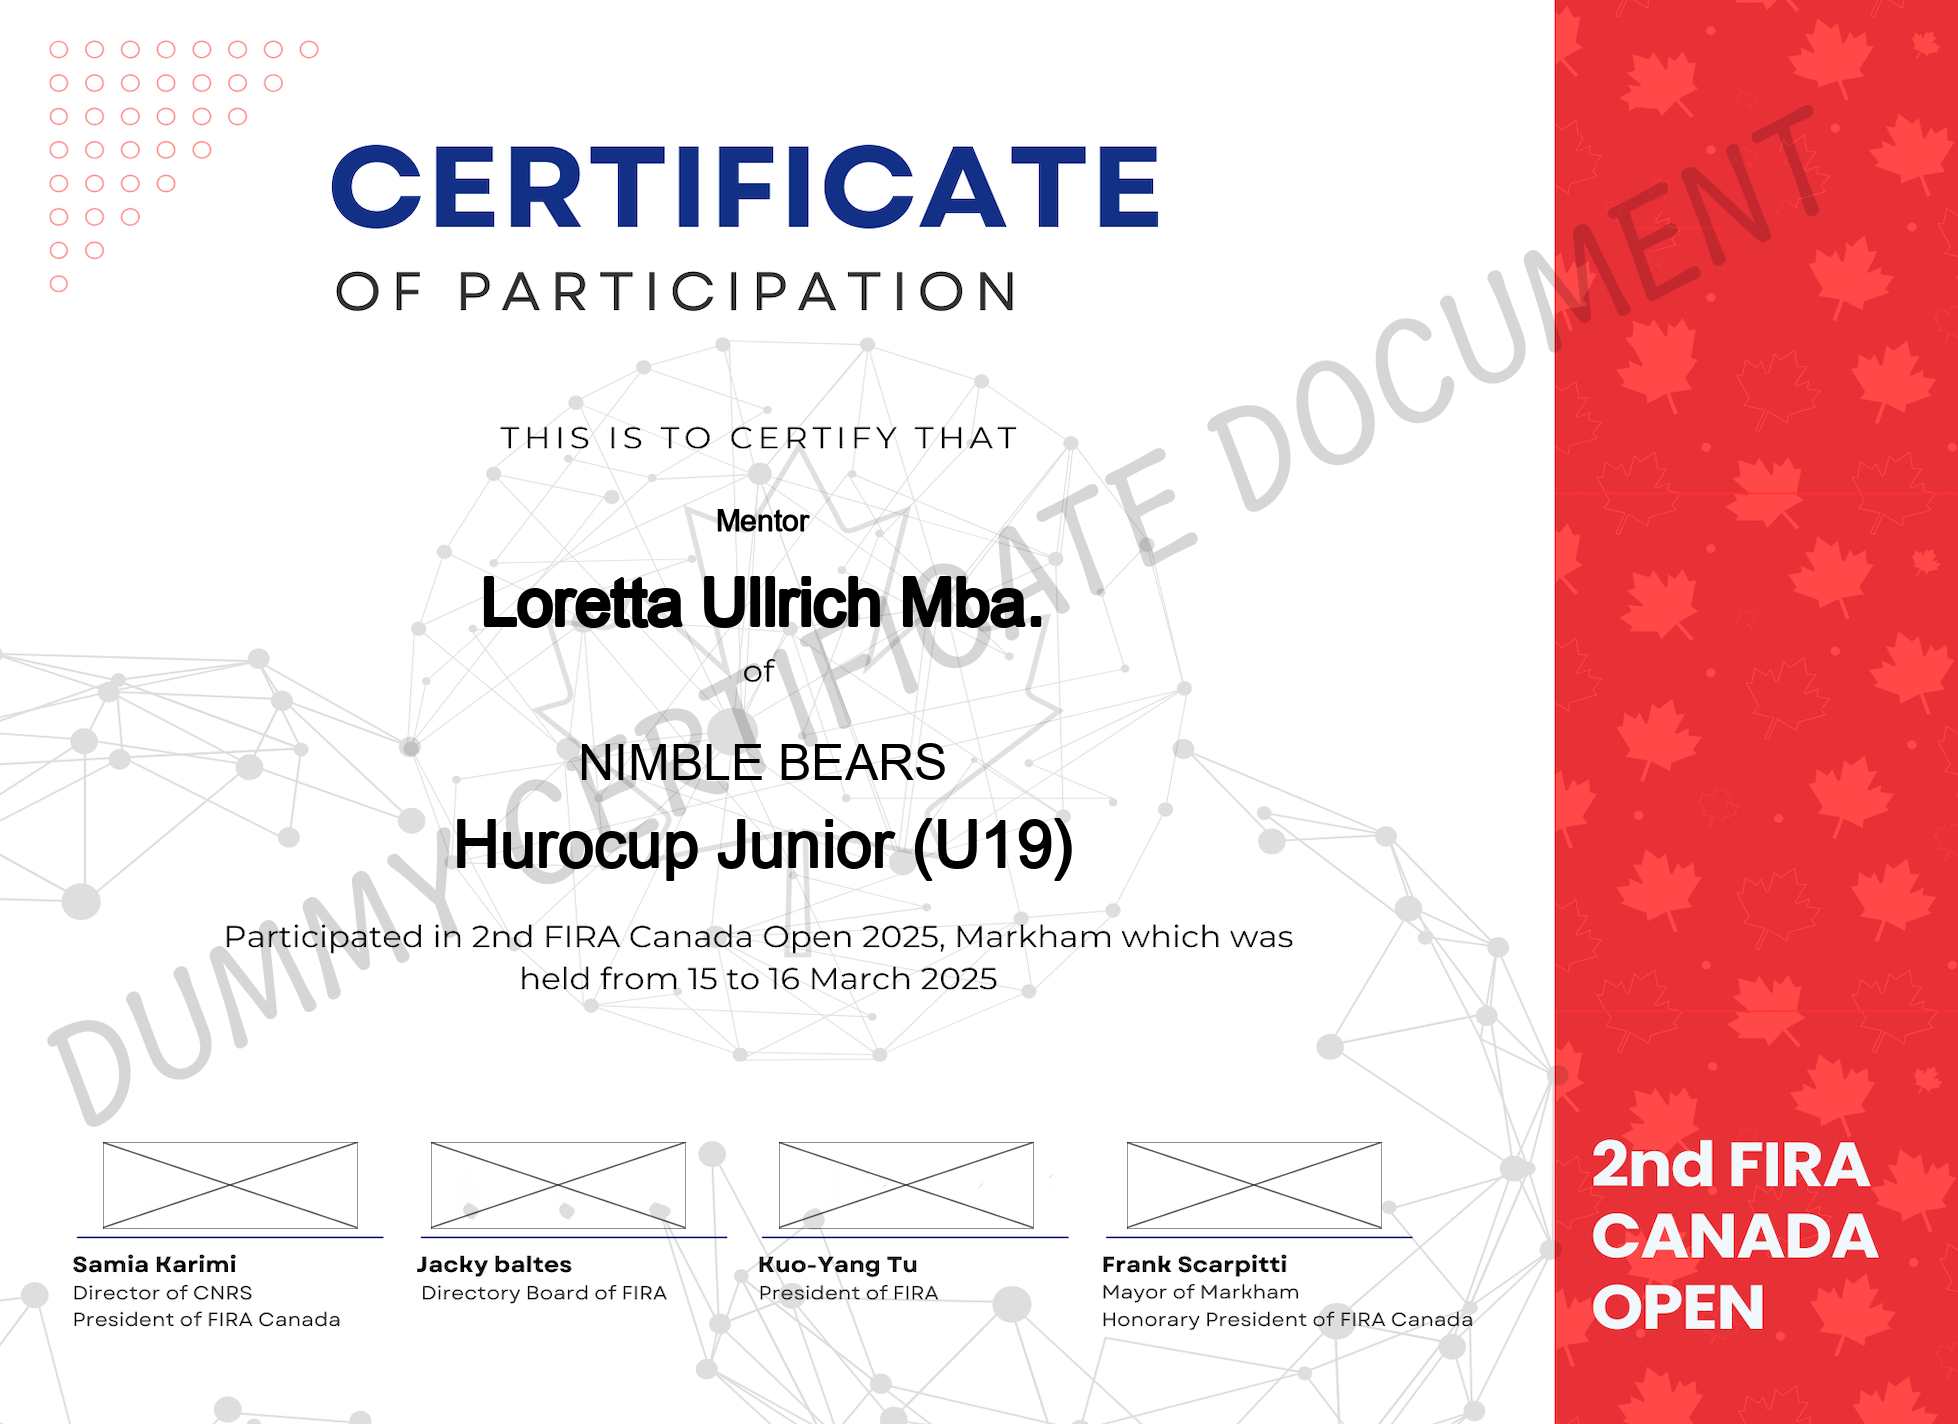 CERTIFICATE
OF PARTICIPATION
THIS IS TO CERTIFY THAT
Mentor
Loretta Ullrich Mba.
of
NIMBLE BEARS
Hurocup Junior (U19)
Participated in 2nd FIRA Canada Open 2025, Markham which was
held from 15 to 16 March 2025
DUMMY CERTIFICATE DOCUMENT
Samia Karimi
Director of CNRS
President of FIRA Canada
Jacky baltes
Directory Board of FIRA
Kuo-Yang Tu
President of FIRA
Frank Scarpitti
Mayor of Markham
Honorary President of FIRA Canada
2nd FIRA
CANADA
OPEN